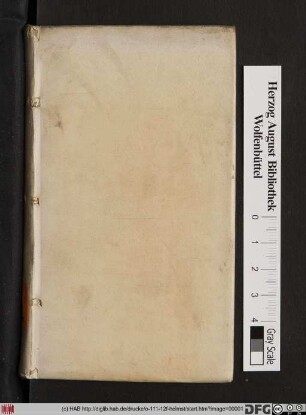 Herzog August Bibliothek
Wolfenbüttel
0
1
2
3
4
Gray Scale
(c) HAB http://diglib.hab.de/drucke/o-111-12f-helmst/start.htm?image=00001
DFG